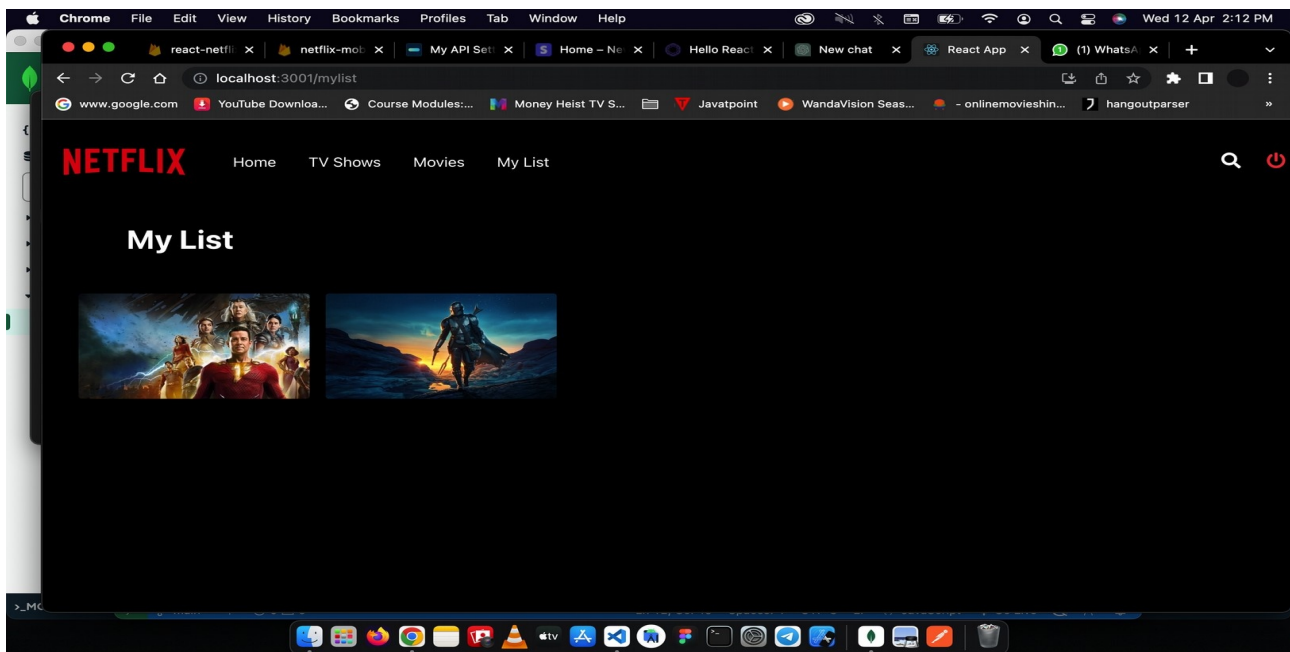 Chrome File Edit View History Bookmarks Profiles Tab Window Help Wed 12 Apr 2:12 PM
react-netfli netflix-mob My API Sett Home – Ne Hello React New chat React App (1) WhatsA
localhost:3001/mylist
www.google.com YouTube Downloa... Course Modules:... Money Heist TV S... Javatpoint WandaVision Seas... - onlinemovieshin... hangoutparser »
NETFLIX Home TV Shows Movies My List
My List
>_MO
tv